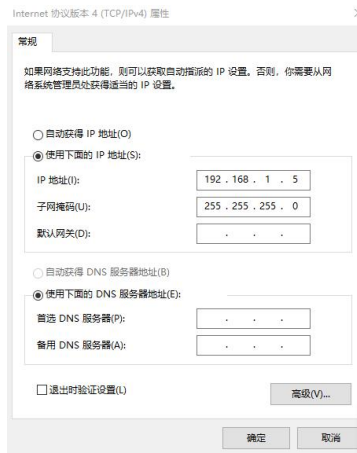 Internet 协议版本 4 (TCP/IPv4) 属性
常规
如果网络支持此功能，则可以获取自动指派的 IP 设置。否则，你需要从网
络系统管理员处获得适当的 IP 设置。
自动获得 IP 地址(O)
使用下面的 IP 地址(S):
IP 地址(I): 192 . 168 . 1 . 5
子网掩码(U): 255 . 255 . 255 . 0
默认网关(D): . . .
自动获得 DNS 服务器地址(B)
使用下面的 DNS 服务器地址(E):
首选 DNS 服务器(P): . . .
备用 DNS 服务器(A): . . .
退出时验证设置(L)
高级(V)...
确定 取消